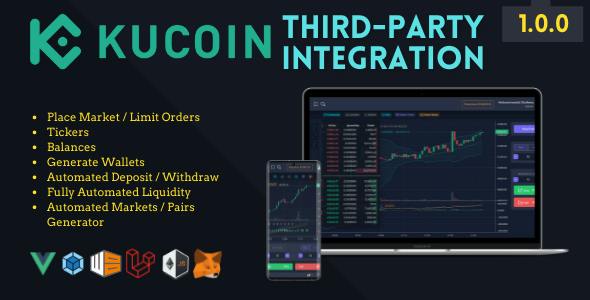 KUCOIN
THIRD-PARTY
INTEGRATION
1.0.0
Place Market / Limit Orders
Tickers
Balances
Generate Wallets
Automated Deposit / Withdraw
Fully Automated Liquidity
Automated Markets / Pairs
Generator